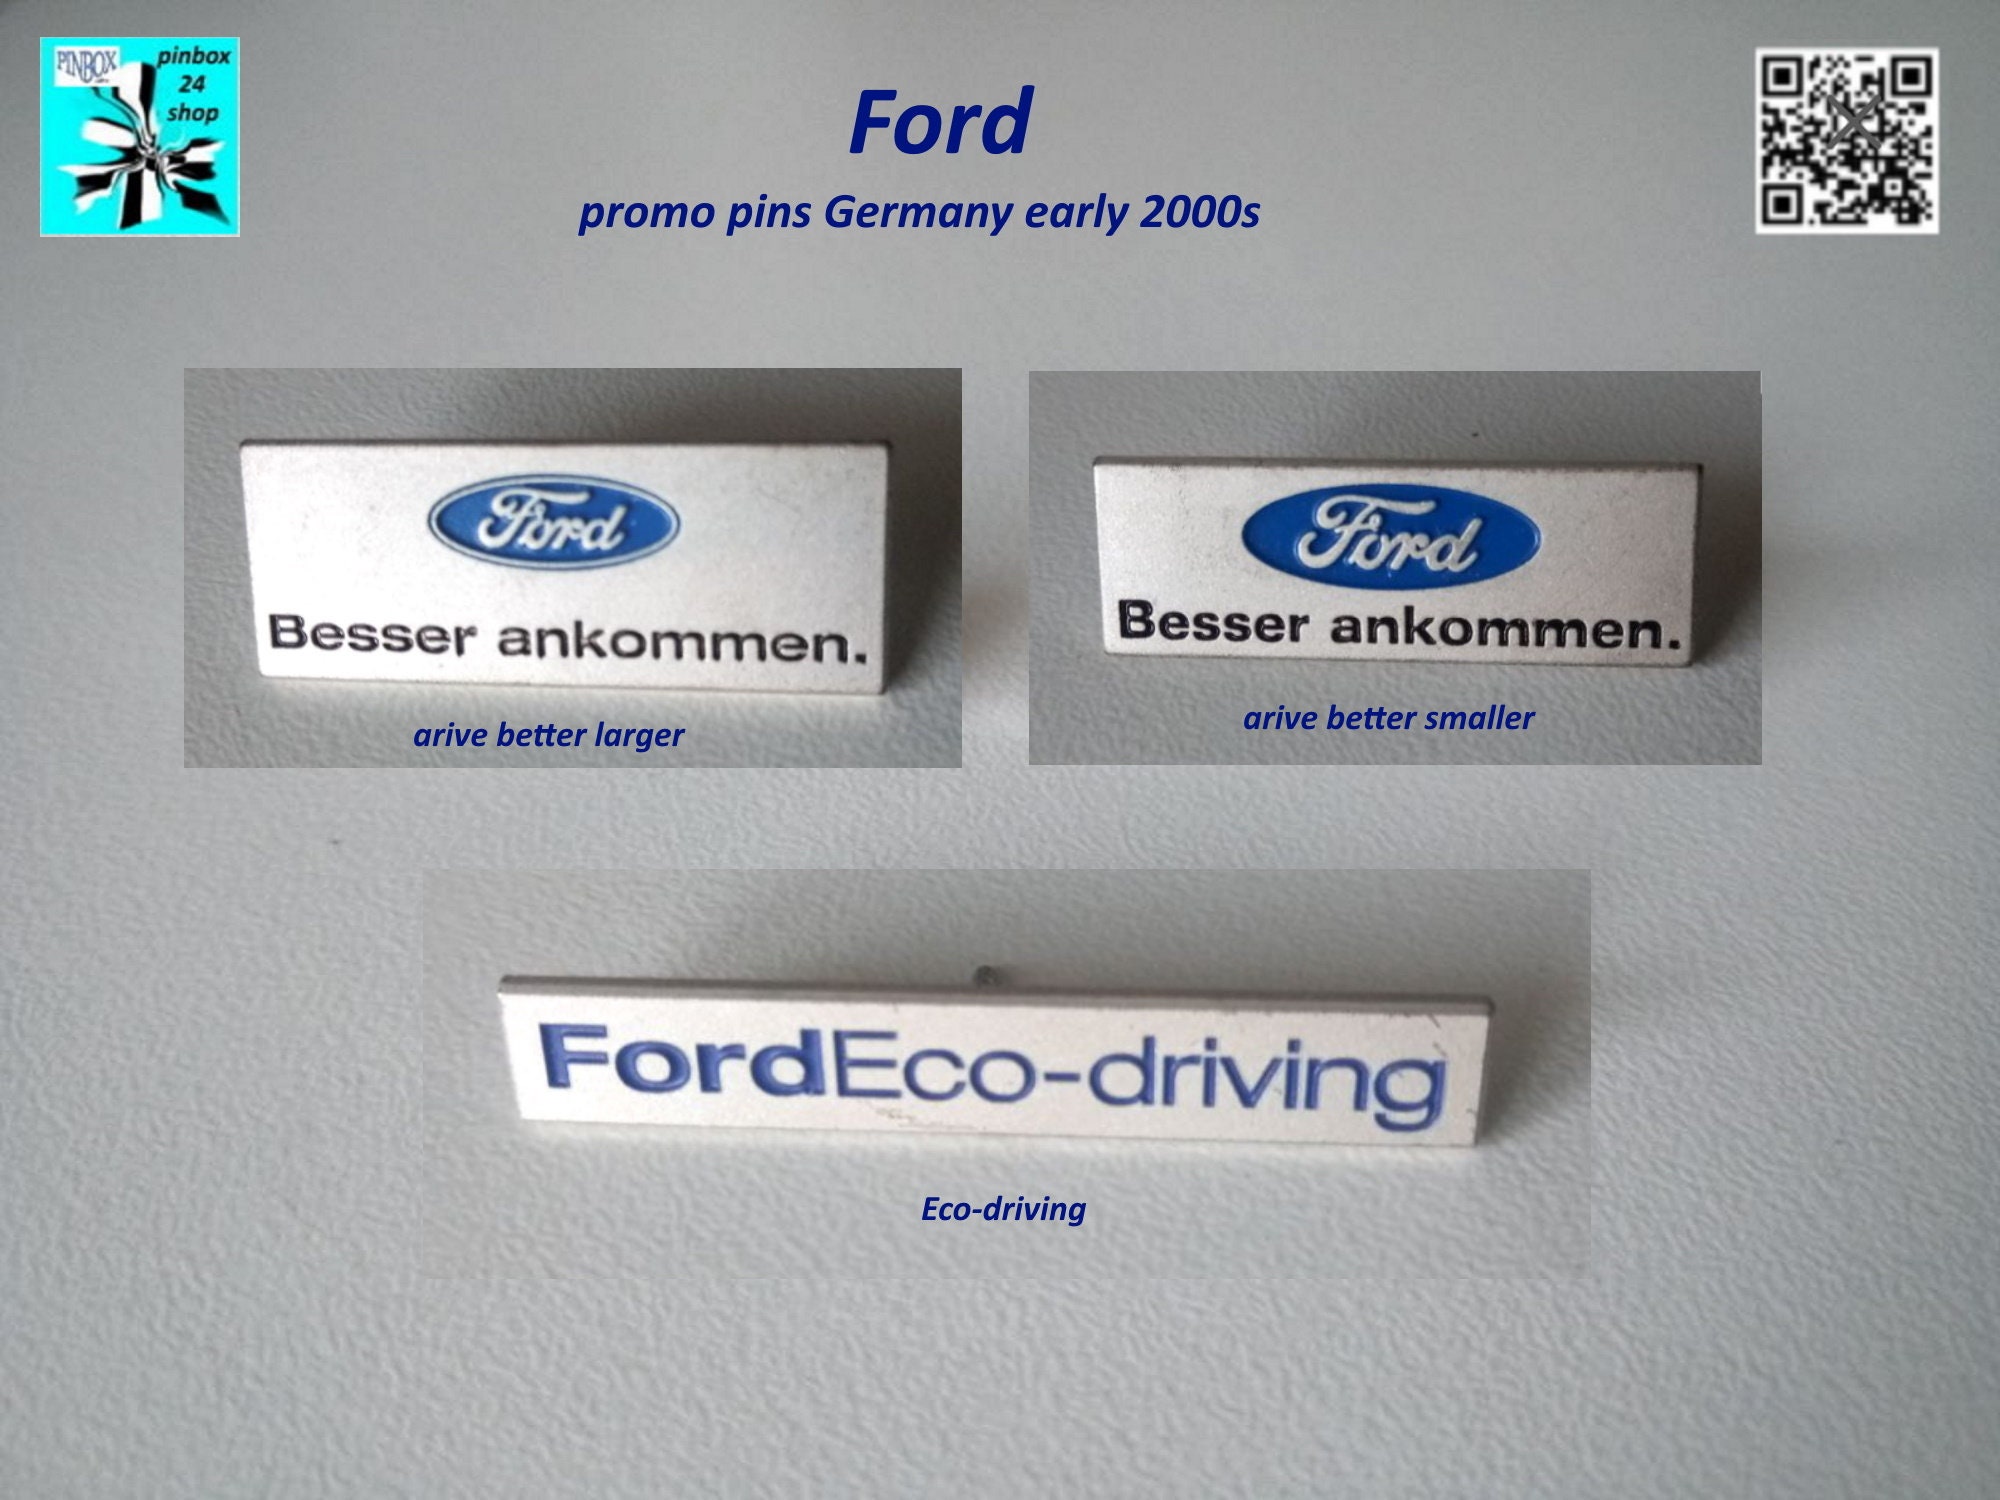 PINBOX
pinbox
24
shop
Ford
promo pins Germany early 2000s
Ford
Besser ankommen.
arive better larger
Ford
Besser ankommen.
arive better smaller
FordEco-driving
Eco-driving